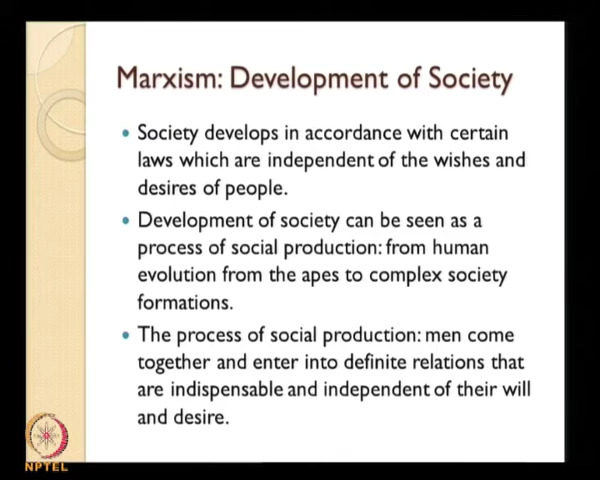 Marxism: Development of Society
• Society develops in accordance with certain
laws which are independent of the wishes and
desires of people.
• Development of society can be seen as a
process of social production: from human
evolution from the apes to complex society
formations.
• The process of social production: men come
together and enter into definite relations that
are indispensable and independent of their will
and desire.
NPTEL